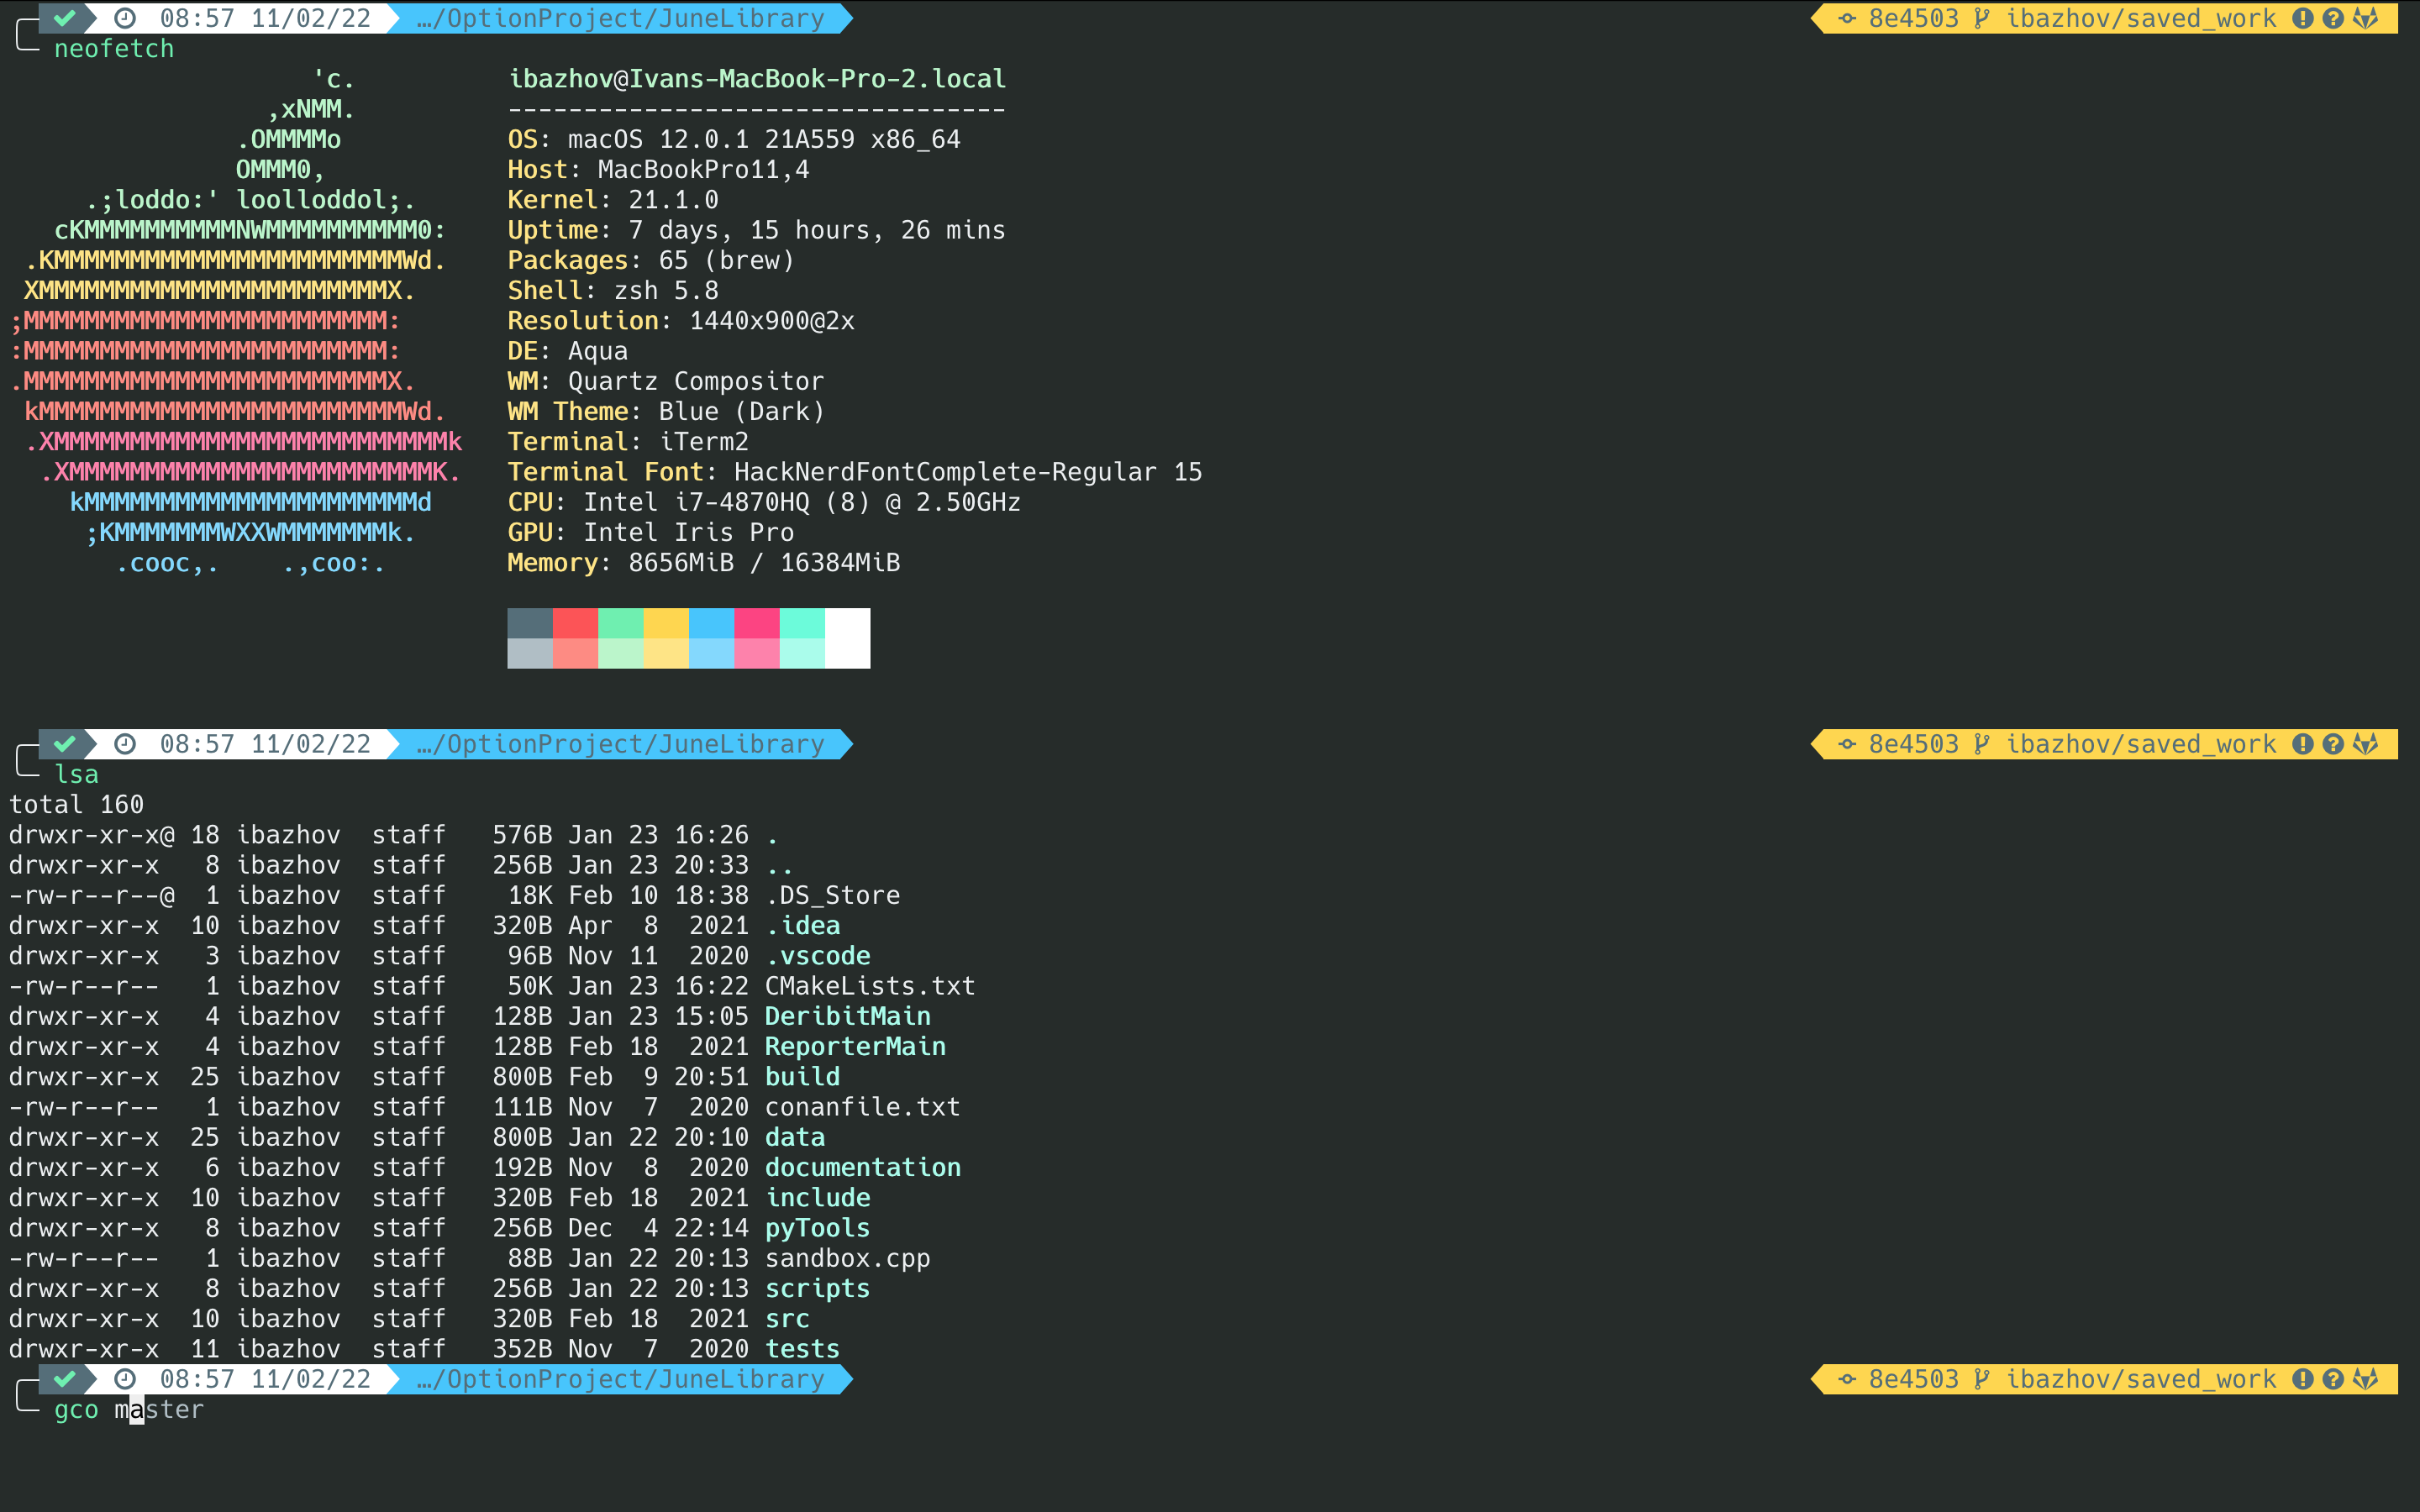 08:57 11/02/22 …/OptionProject/JuneLibrary 8e4503 ibazhov/saved_work
neofetch
'c. ibazhov@Ivans-MacBook-Pro-2.local
,xNMM. ---------------------------------
.OMMMMo OS: macOS 12.0.1 21A559 x86_64
OMMM0, Host: MacBookPro11,4
.;loddo:' loolloddol;. Kernel: 21.1.0
cKMMMMMMMMMMNWMMMMMMMMMM0: Uptime: 7 days, 15 hours, 26 mins
.KMMMMMMMMMMMMMMMMMMMMMMMWd. Packages: 65 (brew)
XMMMMMMMMMMMMMMMMMMMMMMMX. Shell: zsh 5.8
;MMMMMMMMMMMMMMMMMMMMMMMM: Resolution: 1440x900@2x
:MMMMMMMMMMMMMMMMMMMMMMMM: DE: Aqua
.MMMMMMMMMMMMMMMMMMMMMMMMX. WM: Quartz Compositor
kMMMMMMMMMMMMMMMMMMMMMMMMWd. WM Theme: Blue (Dark)
.XMMMMMMMMMMMMMMMMMMMMMMMMMMk Terminal: iTerm2
.XMMMMMMMMMMMMMMMMMMMMMMMMK. Terminal Font: HackNerdFontComplete-Regular 15
kMMMMMMMMMMMMMMMMMMMMMMd CPU: Intel i7-4870HQ (8) @ 2.50GHz
;KMMMMMMMWXXWMMMMMMMk. GPU: Intel Iris Pro
.cooc,. .,coo:. Memory: 8656MiB / 16384MiB
08:57 11/02/22 …/OptionProject/JuneLibrary 8e4503 ibazhov/saved_work
lsa
total 160
drwxr-xr-x@ 18 ibazhov staff 576B Jan 23 16:26 .
drwxr-xr-x 8 ibazhov staff 256B Jan 23 20:33 ..
-rw-r--r--@ 1 ibazhov staff 18K Feb 10 18:38 .DS_Store
drwxr-xr-x 10 ibazhov staff 320B Apr 8 2021 .idea
drwxr-xr-x 3 ibazhov staff 96B Nov 11 2020 .vscode
-rw-r--r-- 1 ibazhov staff 50K Jan 23 16:22 CMakeLists.txt
drwxr-xr-x 4 ibazhov staff 128B Jan 23 15:05 DeribitMain
drwxr-xr-x 4 ibazhov staff 128B Feb 18 2021 ReporterMain
drwxr-xr-x 25 ibazhov staff 800B Feb 9 20:51 build
-rw-r--r-- 1 ibazhov staff 111B Nov 7 2020 conanfile.txt
drwxr-xr-x 25 ibazhov staff 800B Jan 22 20:10 data
drwxr-xr-x 6 ibazhov staff 192B Nov 8 2020 documentation
drwxr-xr-x 10 ibazhov staff 320B Feb 18 2021 include
drwxr-xr-x 8 ibazhov staff 256B Dec 4 22:14 pyTools
-rw-r--r-- 1 ibazhov staff 88B Jan 22 20:13 sandbox.cpp
drwxr-xr-x 8 ibazhov staff 256B Jan 22 20:13 scripts
drwxr-xr-x 10 ibazhov staff 320B Feb 18 2021 src
drwxr-xr-x 11 ibazhov staff 352B Nov 7 2020 tests
08:57 11/02/22 …/OptionProject/JuneLibrary 8e4503 ibazhov/saved_work
gco master